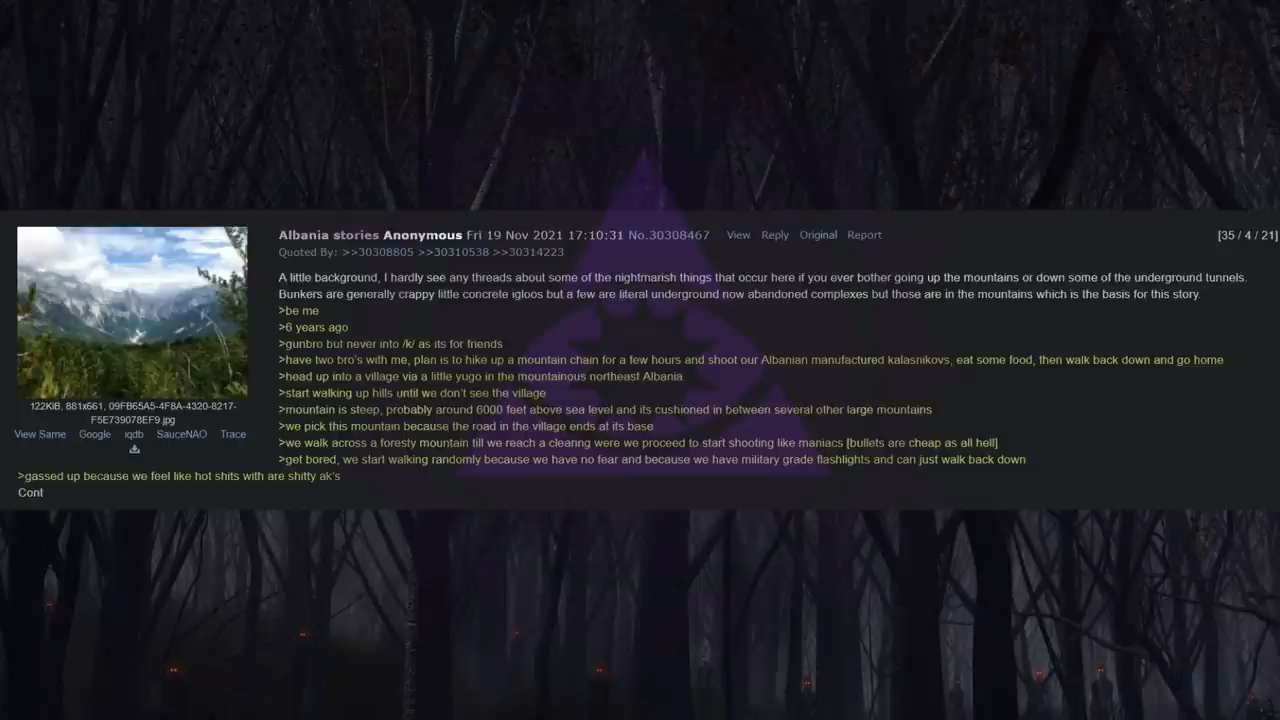 Albania stories Anonymous Fri 19 Nov 2021 17:10:31 No.30308467 View Reply Original Report [35 / 4 / 21]
Quoted By: >>30308805 >>30310538 >>30314223
A little background, I hardly see any threads about some of the nightmarish things that occur here if you ever bother going up the mountains or down some of the underground tunnels.
Bunkers are generally crappy little concrete igloos but a few are literal underground now abandoned complexes but those are in the mountains which is the basis for this story.
>be me
>6 years ago
>gunbro but never into /k/ as its for friends
>have two bro's with me, plan is to hike up a mountain chain for a few hours and shoot our Albanian manufactured kalasnikovs, eat some food, then walk back down and go home
>head up into a village via a little yugo in the mountainous northeast Albania
>start walking up hills until we don't see the village
>mountain is steep, probably around 6000 feet above sea level and its cushioned in between several other large mountains
>we pick this mountain because the road in the village ends at its base
>we walk across a foresty mountain till we reach a clearing were we proceed to start shooting like maniacs [bullets are cheap as all hell]
>get bored, we start walking randomly because we have no fear and because we have military grade flashlights and can just walk back down
>gassed up because we feel like hot shits with are shitty ak's
Cont
122KiB, 881x661, 09FB65A5-4F8A-4320-8217-
F5E739078EF9.jpg
View Same Google iqdb SauceNAO Trace